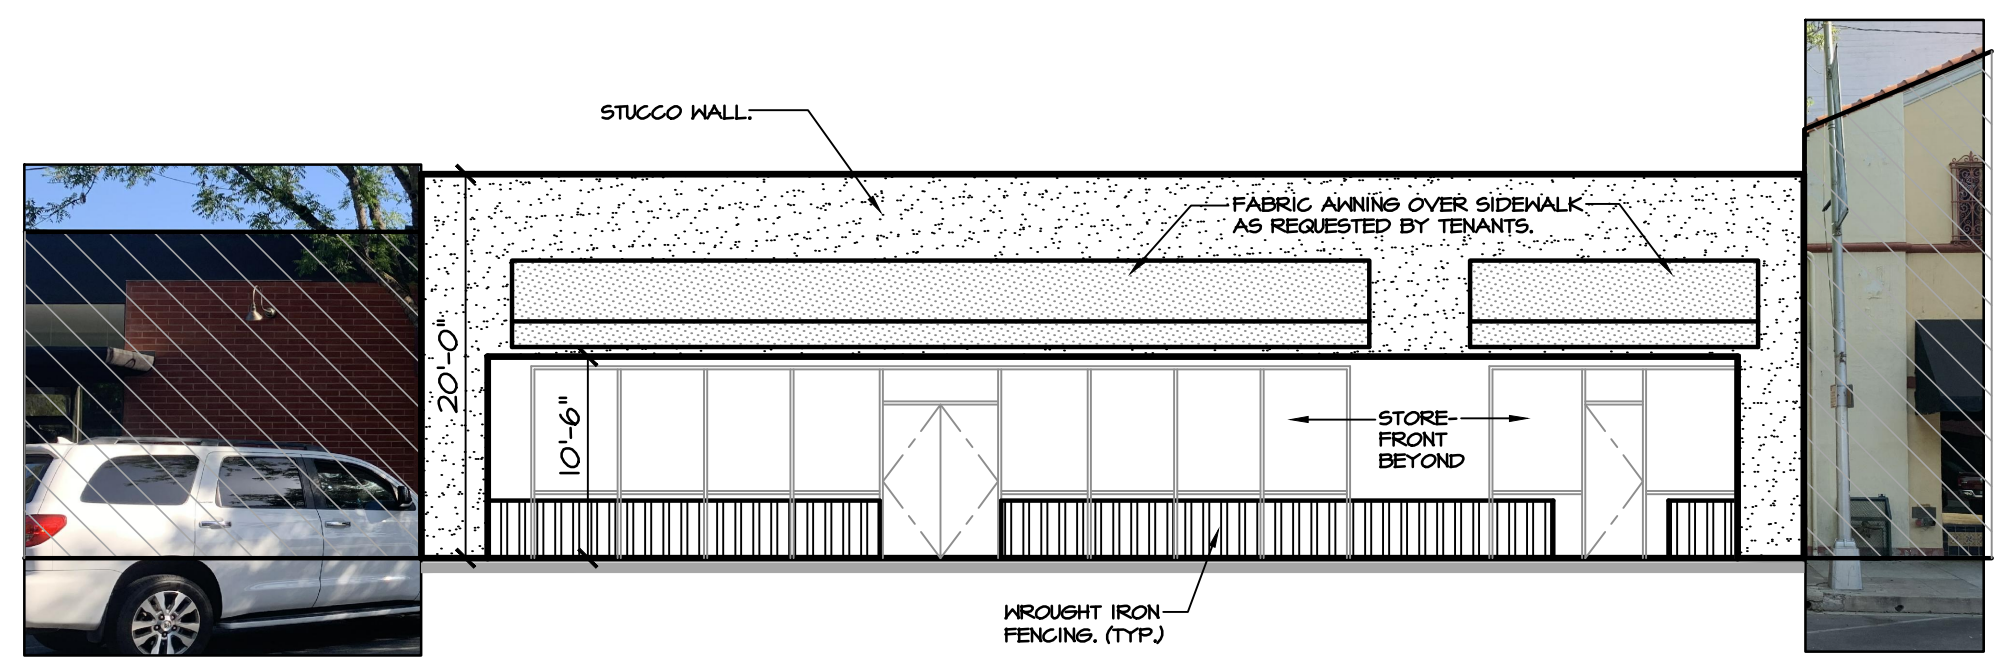 STUCCO WALL.
FABRIC AWNING OVER SIDEWALK
AS REQUESTED BY TENANTS.
20'-0"
10'-6"
STORE-
FRONT
BEYOND
WROUGHT IRON
FENCING. (TYP.)